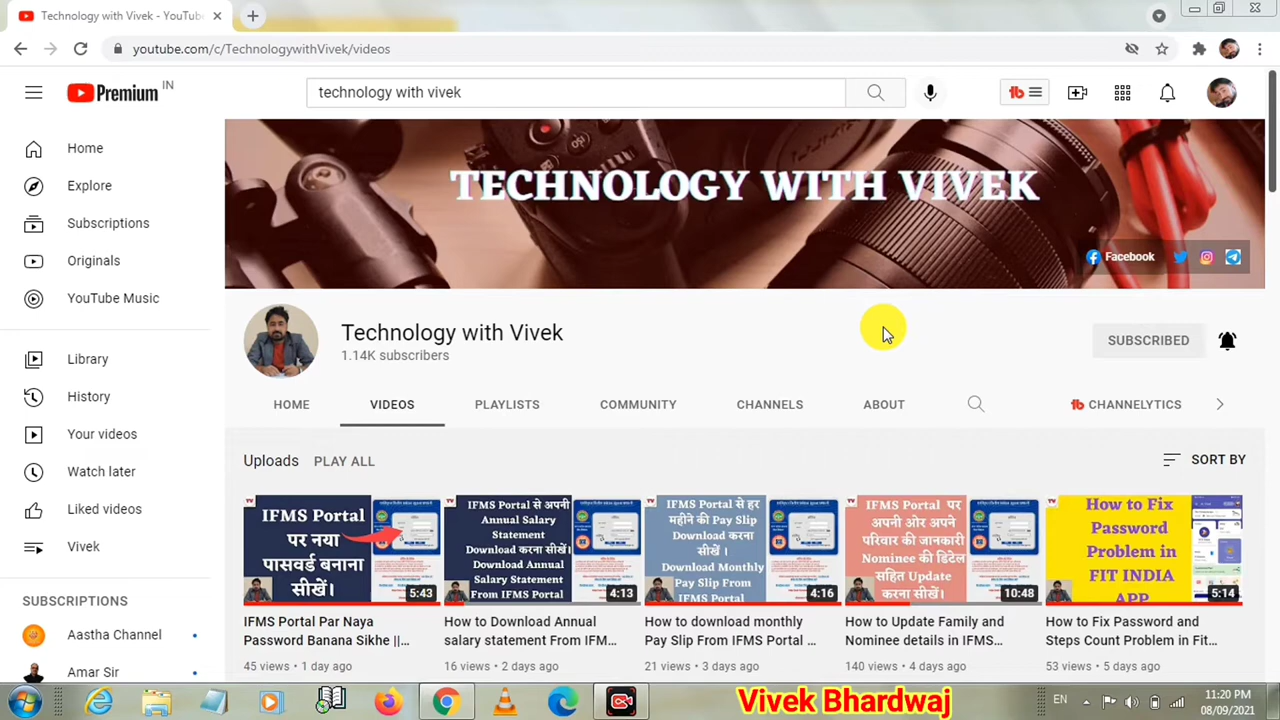 Technology with Vivek - YouTube
youtube.com/c/TechnologywithVivek/videos
Premium IN
technology with vivek
Home
Explore
Subscriptions
Originals
YouTube Music
Library
History
Your videos
Watch later
Liked videos
Vivek
SUBSCRIPTIONS
Aastha Channel
Amar Sir
TECHNOLOGY WITH VIVEK
Facebook
Technology with Vivek
1.14K subscribers
SUBSCRIBED
HOME VIDEOS PLAYLISTS COMMUNITY CHANNELS ABOUT CHANNELYTICS
Uploads PLAY ALL
SORT BY
IFMS Portal
पर नया
पासवर्ड बनाना
सीखें।
5:43
IFMS Portal Par Naya
Password Banana Sikhe ||...
45 views • 1 day ago
IFMS Portal से अपनी
Annual Salary
Statement
Download करना सीखें।
Download Annual
Salary Statement
From IFMS Portal
4:13
How to Download Annual
salary statement From IFM...
16 views • 2 days ago
IFMS Portal से हर
महीने की Pay Slip
Download करना
सीखें।
Download Monthly
Pay Slip From
IFMS Portal
4:16
How to download monthly
Pay Slip From IFMS Portal ...
21 views • 3 days ago
IFMS Portal पर
अपनी ओर अपने
परिवार की जानकारी
Nominee की डिटेल
सहित Update
करना सीखें।
10:48
How to Update Family and
Nominee details in IFMS...
140 views • 4 days ago
How to Fix
Password
Problem in
FIT INDIA
APP
5:14
How to Fix Password and
Steps Count Problem in Fit...
53 views • 5 days ago
Vivek Bhardwaj
EN
11:20 PM
08/09/2021